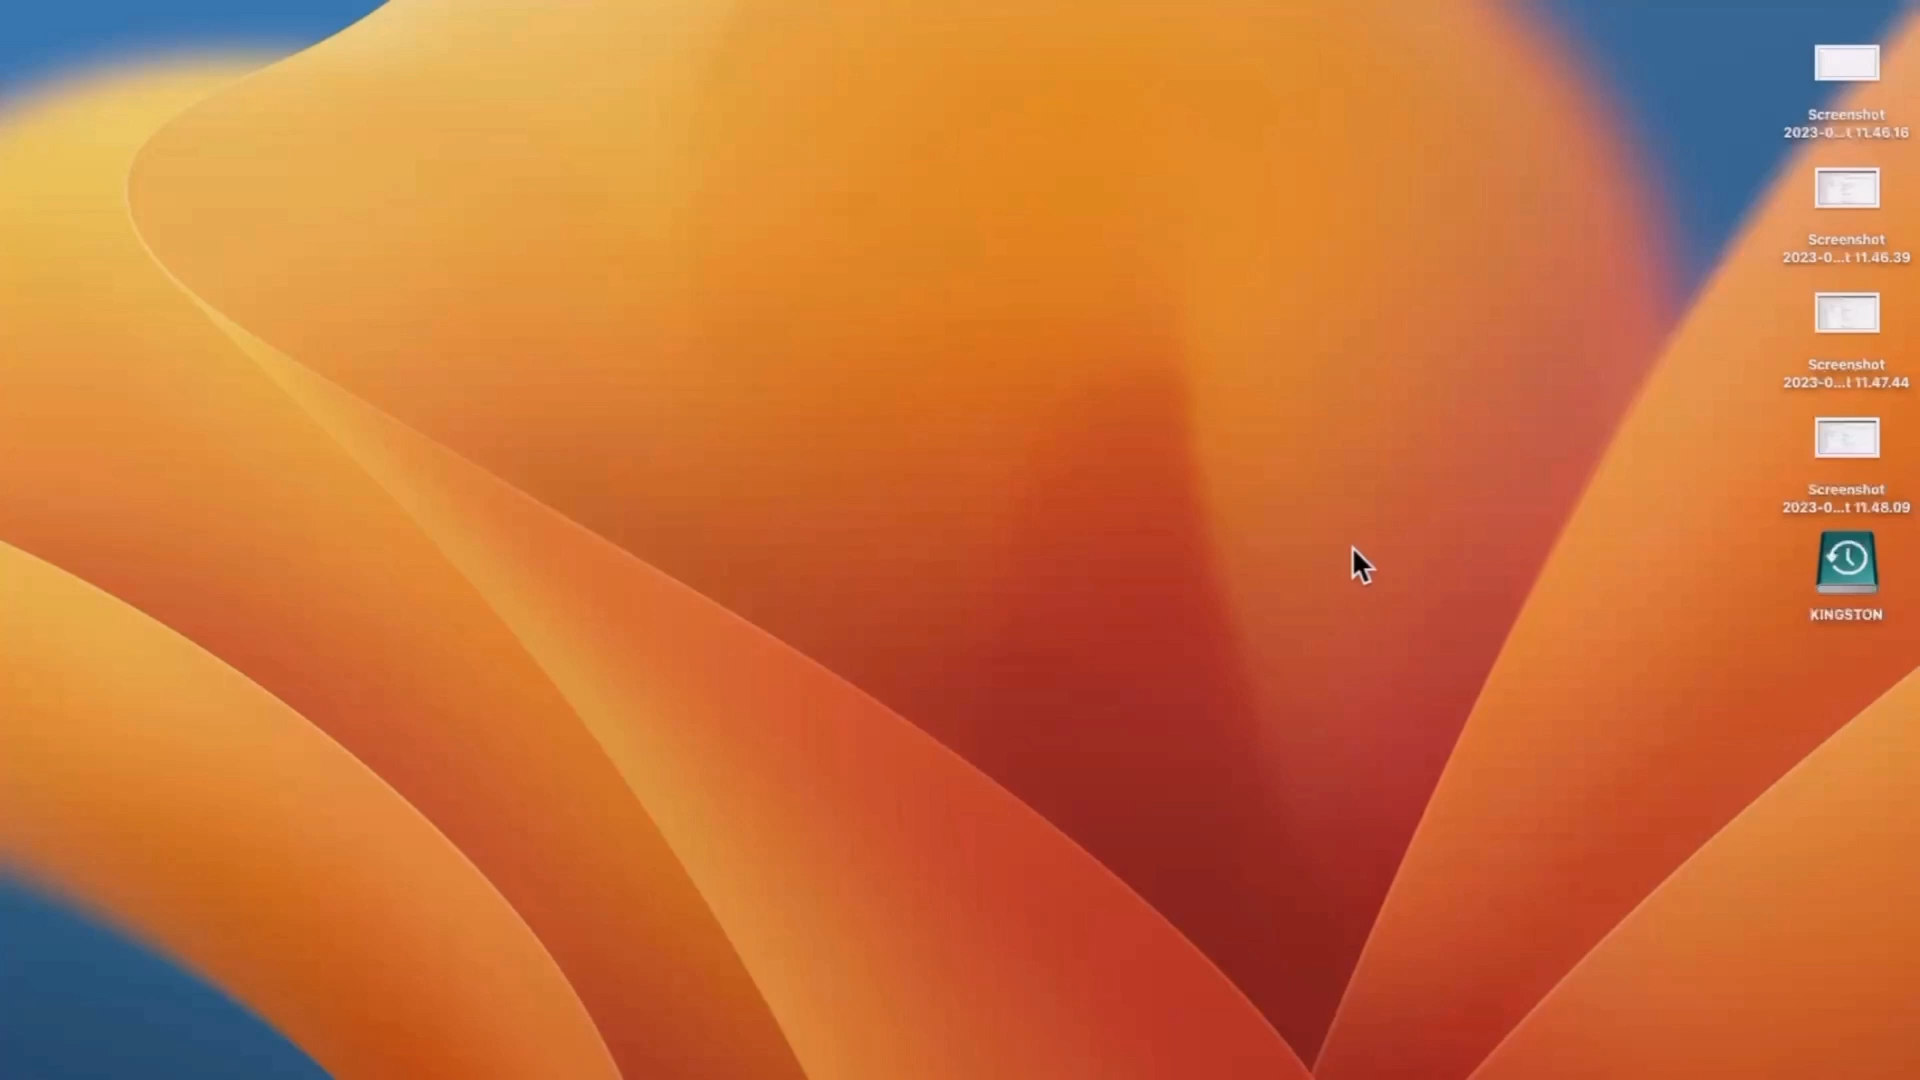 Screenshot
2023-0...t 11.46.16
Screenshot
2023-0...t 11.46.39
Screenshot
2023-0...t 11.47.44
Screenshot
2023-0...t 11.48.09
KINGSTON